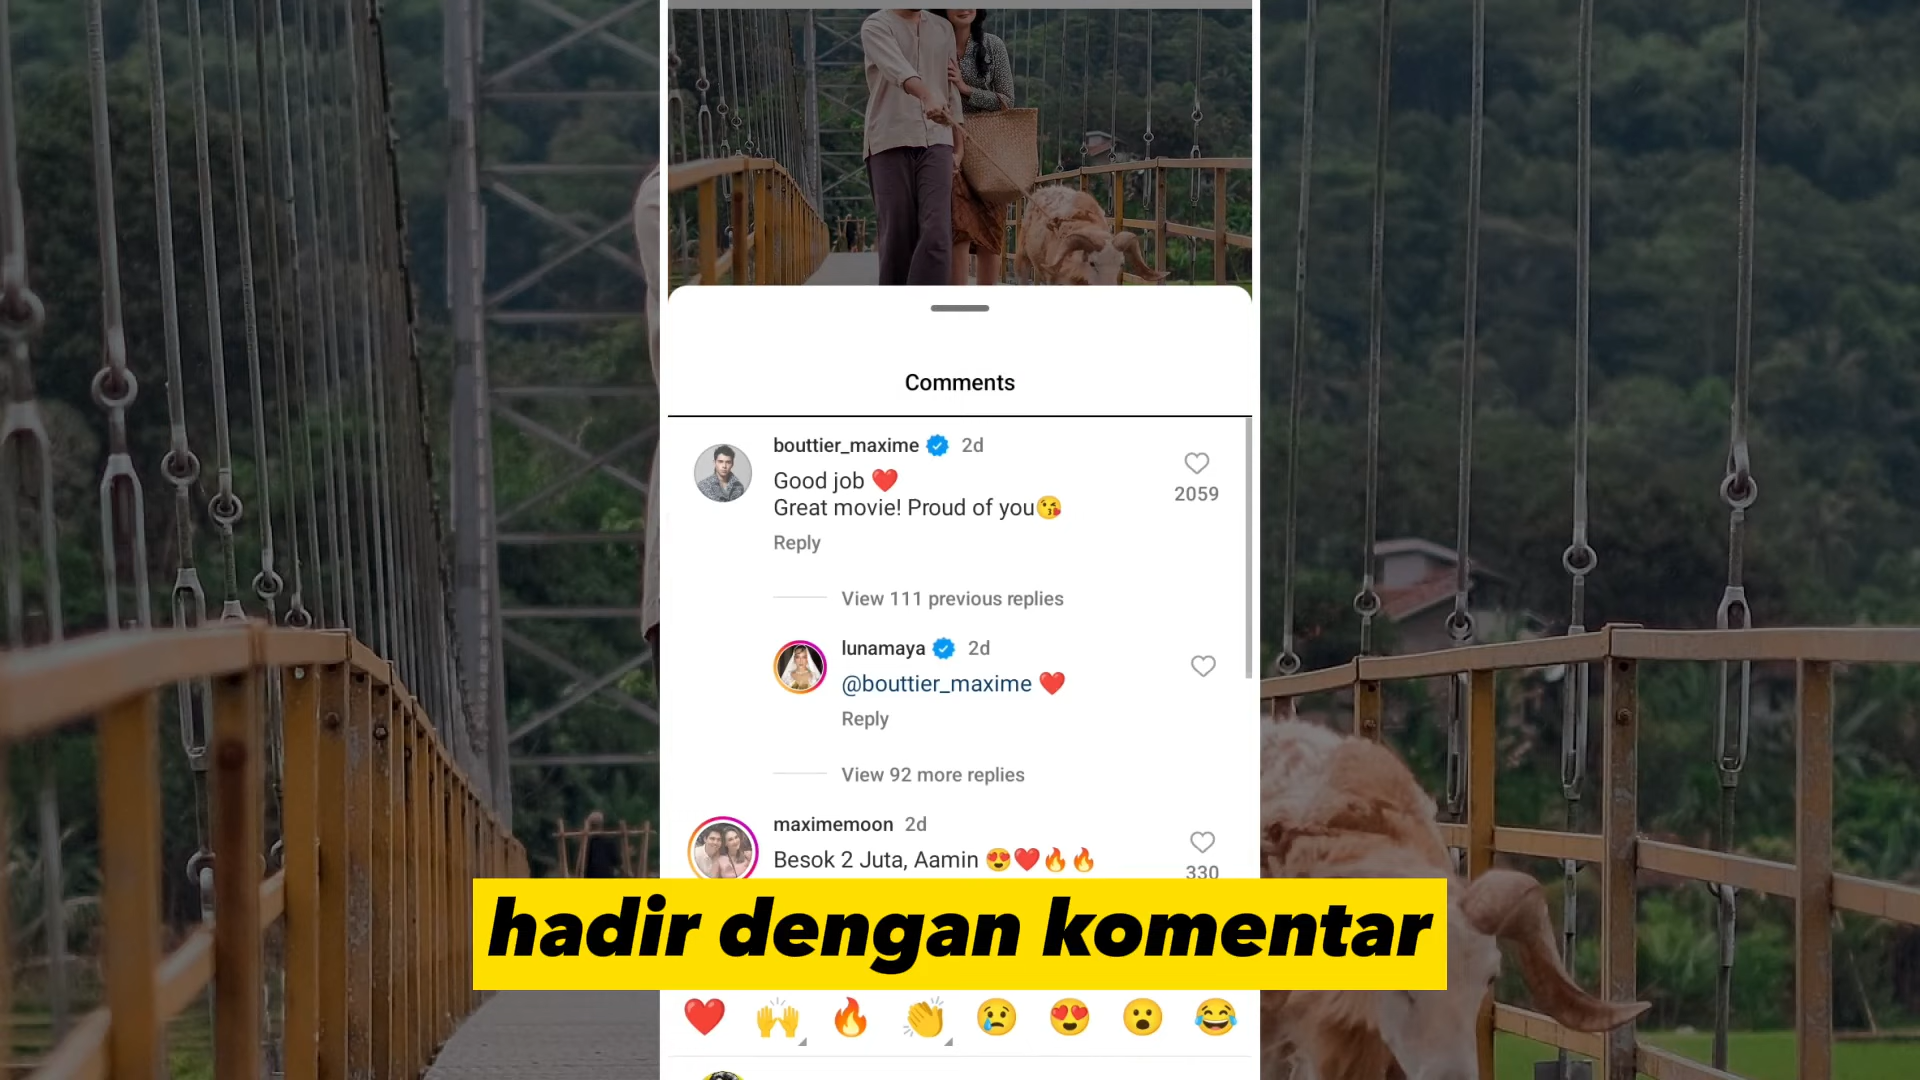 Comments
bouttier_maxime 2d
2059
Good job ❤️
Great movie! Proud of you😘
Reply
View 111 previous replies
lunamaya 2d
@bouttier_maxime ❤️
Reply
View 92 more replies
maximemoon 2d
Besok 2 Juta, Aamin 😍❤️🔥🔥
330
hadir dengan komentar